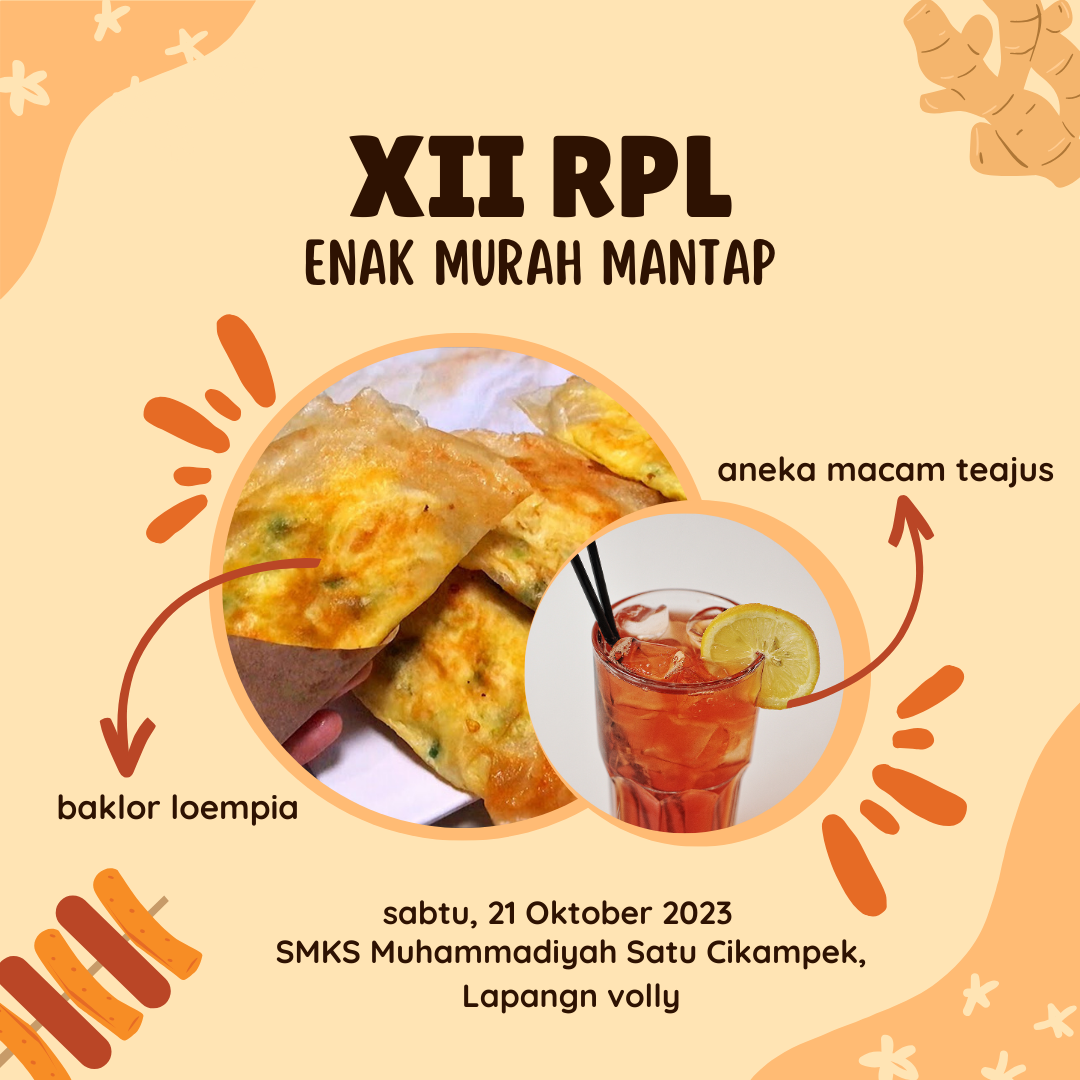 XII RPL
ENAK MURAH MANTAP
aneka macam teajus
baklor loempia
sabtu, 21 Oktober 2023
SMKS Muhammadiyah Satu Cikampek,
Lapangn volly